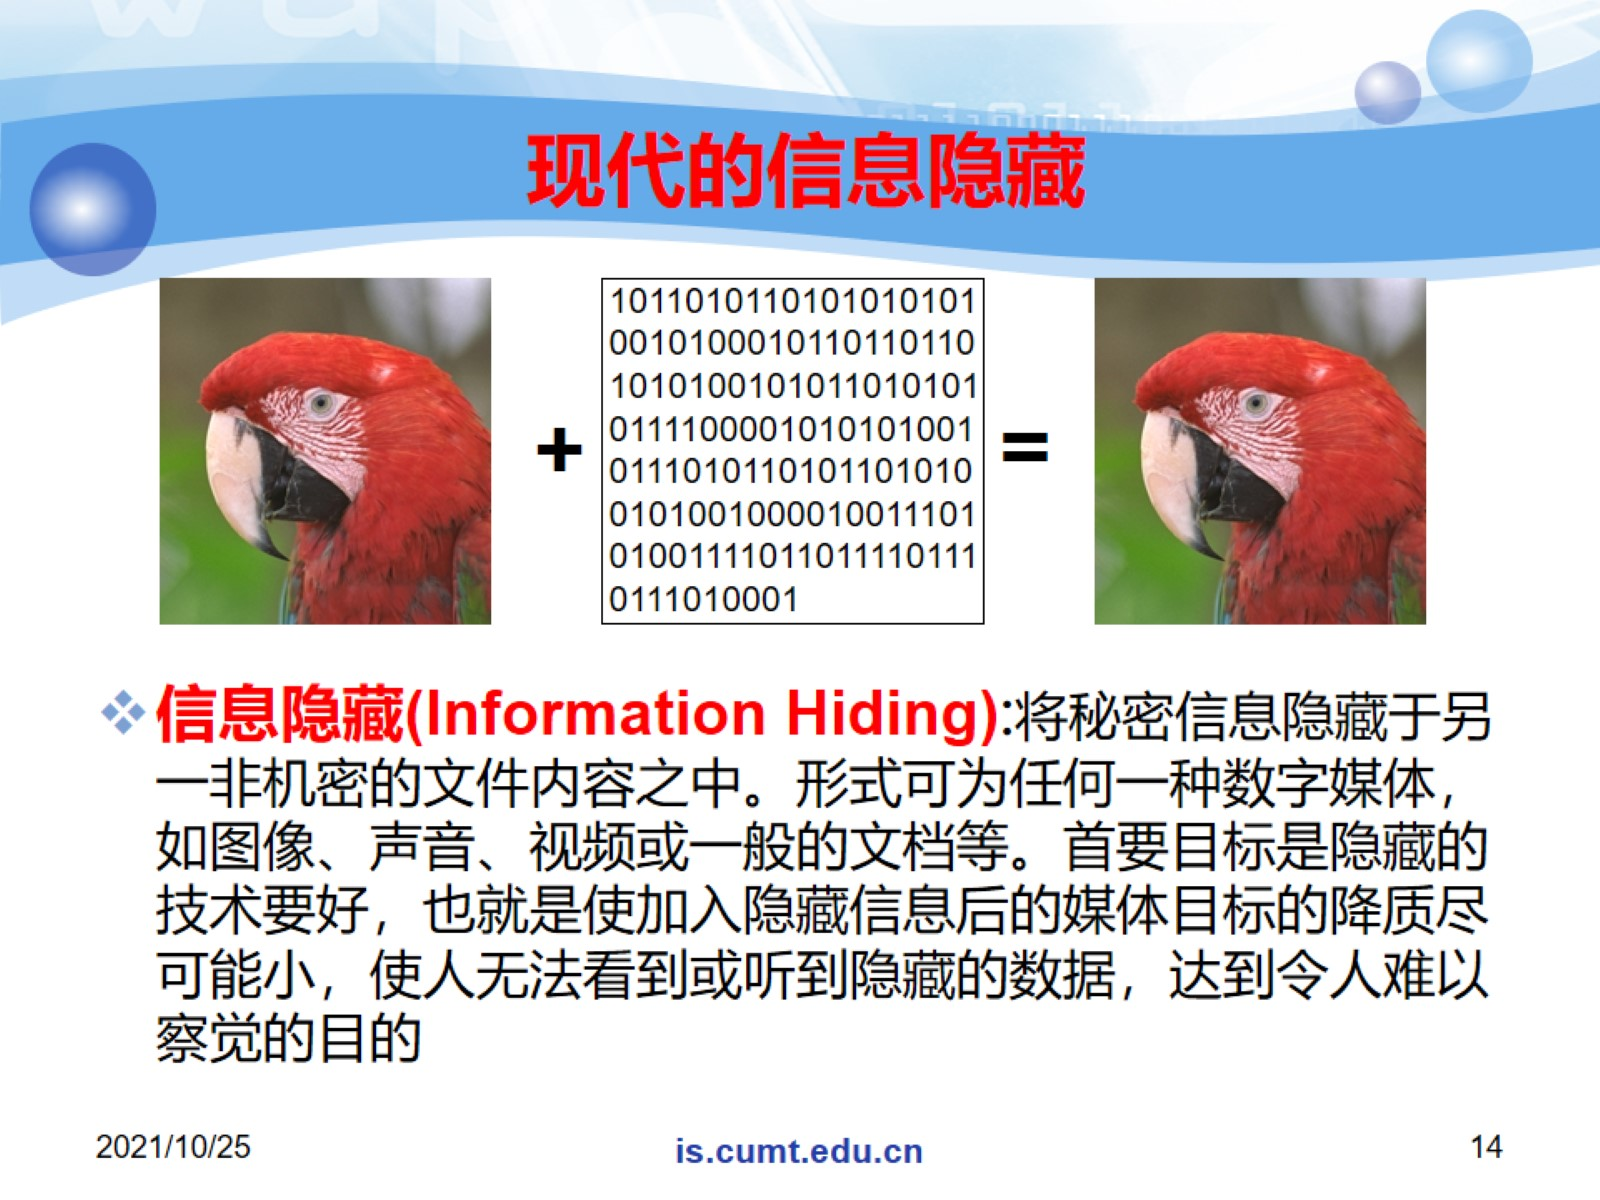 现代的信息隐藏
1011010110101010101
0010100010110110110
1010100101011010101
0111100001010101001
0111010110101101010
0101001000010011101
01001111011011110111
0111010001
+
=
❖信息隐藏(Information Hiding):将秘密信息隐藏于另
一非机密的文件内容之中。形式可为任何一种数字媒体，
如图像、声音、视频或一般的文档等。首要目标是隐藏的
技术要好，也就是使加入隐藏信息后的媒体目标的降质尽
可能小，使人无法看到或听到隐藏的数据，达到令人难以
察觉的目的
2021/10/25
is.cumt.edu.cn
14